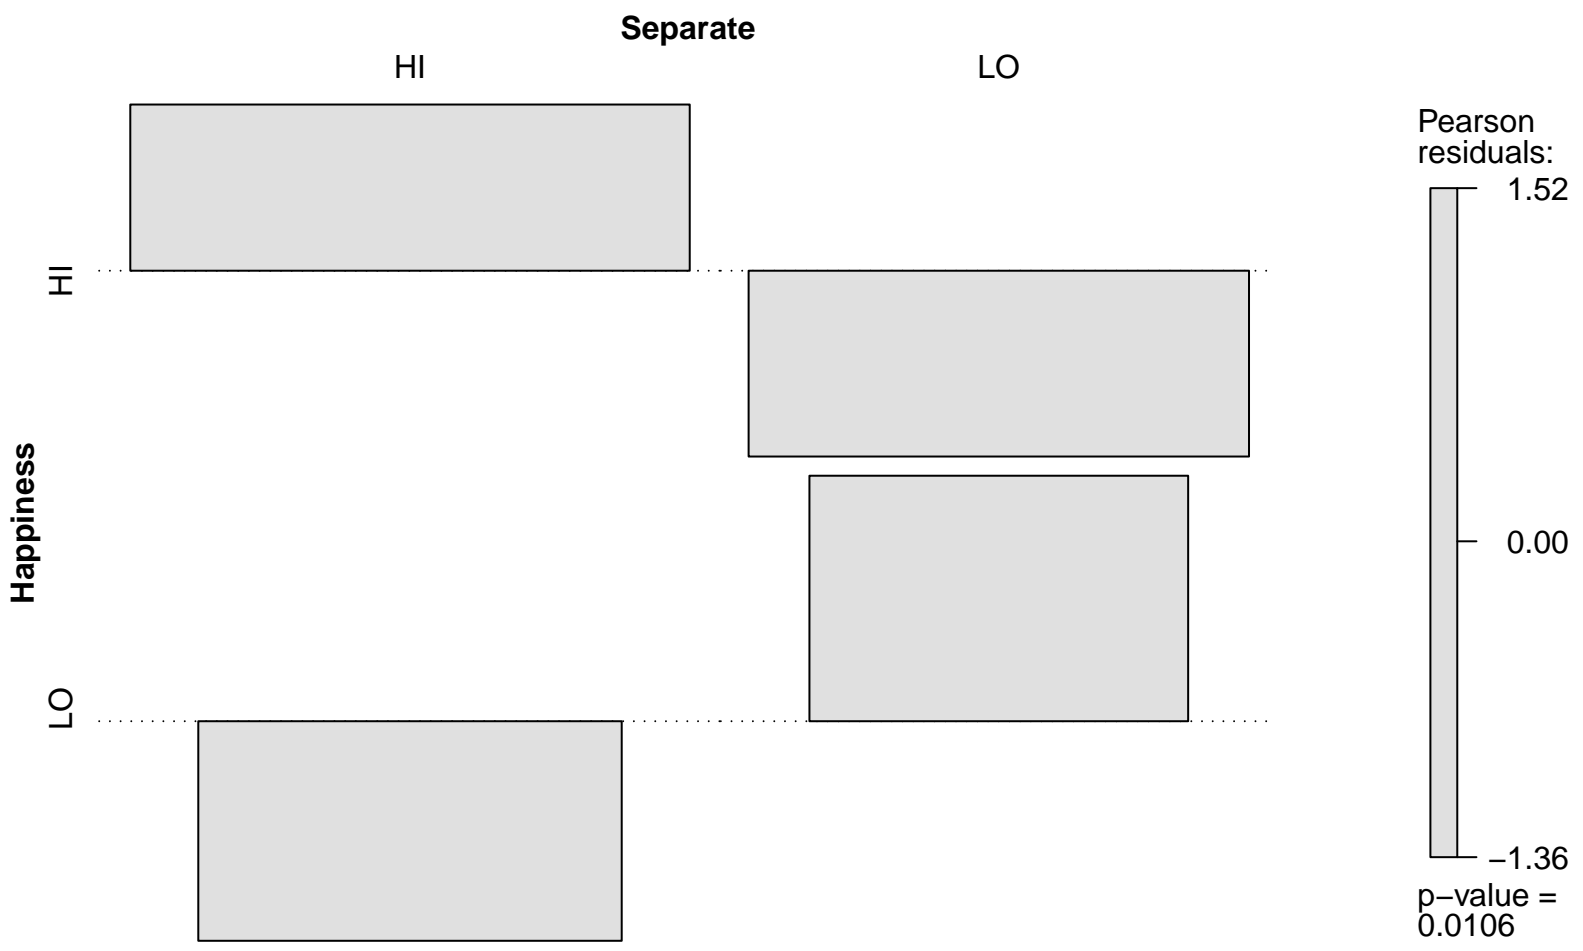 Separate
HI
LO
Happiness
HI
LO
Pearson
residuals:
1.52
0.00
−1.36
p−value =
0.0106